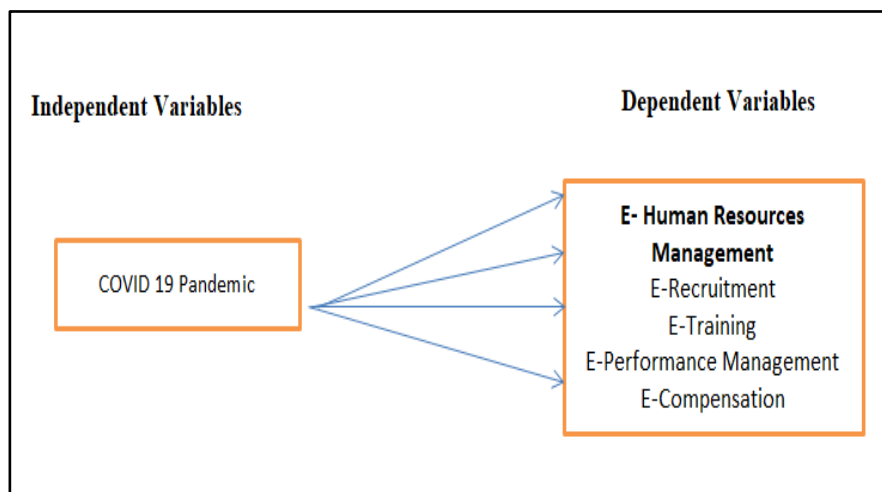 Independent Variables
Dependent Variables
COVID 19 Pandemic
E- Human Resources
Management
E-Recruitment
E-Training
E-Performance Management
E-Compensation